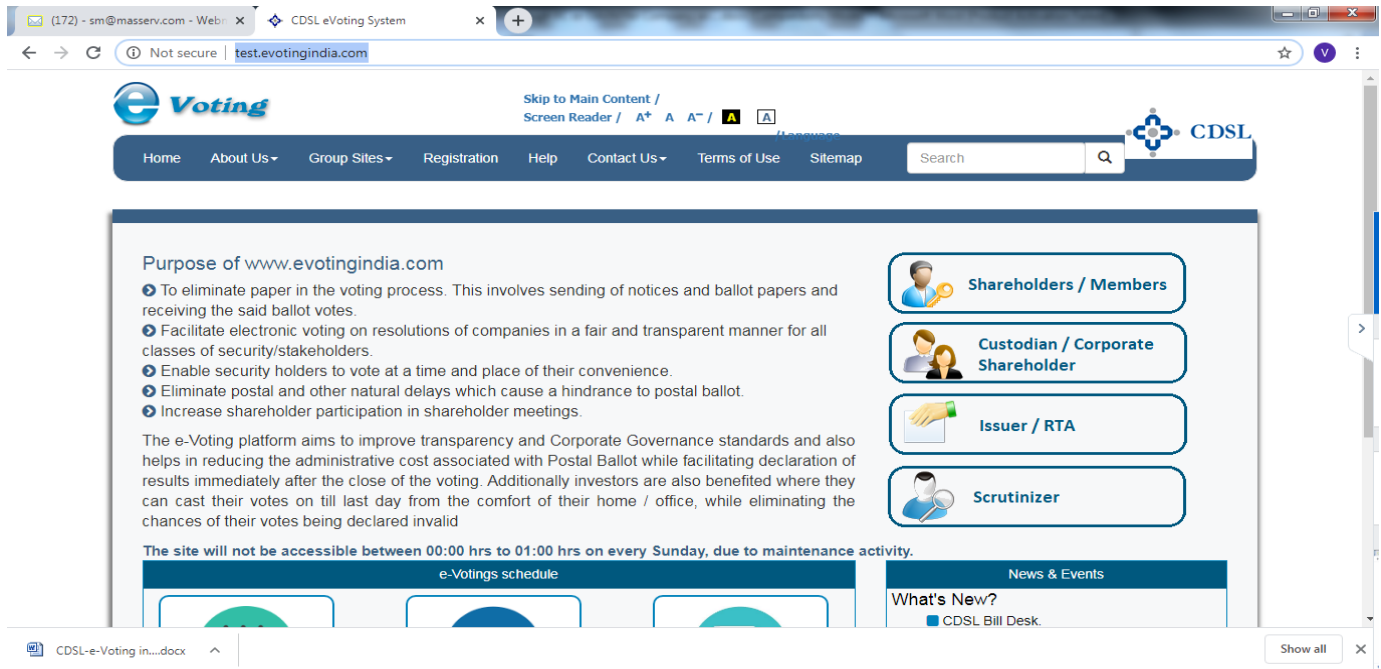 (172) - sm@masserv.com - Webn
CDSL eVoting System
Not secure | test.evotingindia.com
V
e Voting
Skip to Main Content /
Screen Reader / A+ A A- / A A
/Language
CDSL
Home About Us Group Sites Registration Help Contact Us Terms of Use Sitemap Search
Purpose of www.evotingindia.com
To eliminate paper in the voting process. This involves sending of notices and ballot papers and
receiving the said ballot votes.
Facilitate electronic voting on resolutions of companies in a fair and transparent manner for all
classes of security/stakeholders.
Enable security holders to vote at a time and place of their convenience.
Eliminate postal and other natural delays which cause a hindrance to postal ballot.
Increase shareholder participation in shareholder meetings.
The e-Voting platform aims to improve transparency and Corporate Governance standards and also
helps in reducing the administrative cost associated with Postal Ballot while facilitating declaration of
results immediately after the close of the voting. Additionally investors are also benefited where they
can cast their votes on till last day from the comfort of their home / office, while eliminating the
chances of their votes being declared invalid
Shareholders / Members
Custodian / Corporate
Shareholder
Issuer / RTA
Scrutinizer
The site will not be accessible between 00:00 hrs to 01:00 hrs on every Sunday, due to maintenance activity.
e-Votings schedule
News & Events
What's New?
CDSL Bill Desk.
CDSL-e-Voting in....docx
Show all